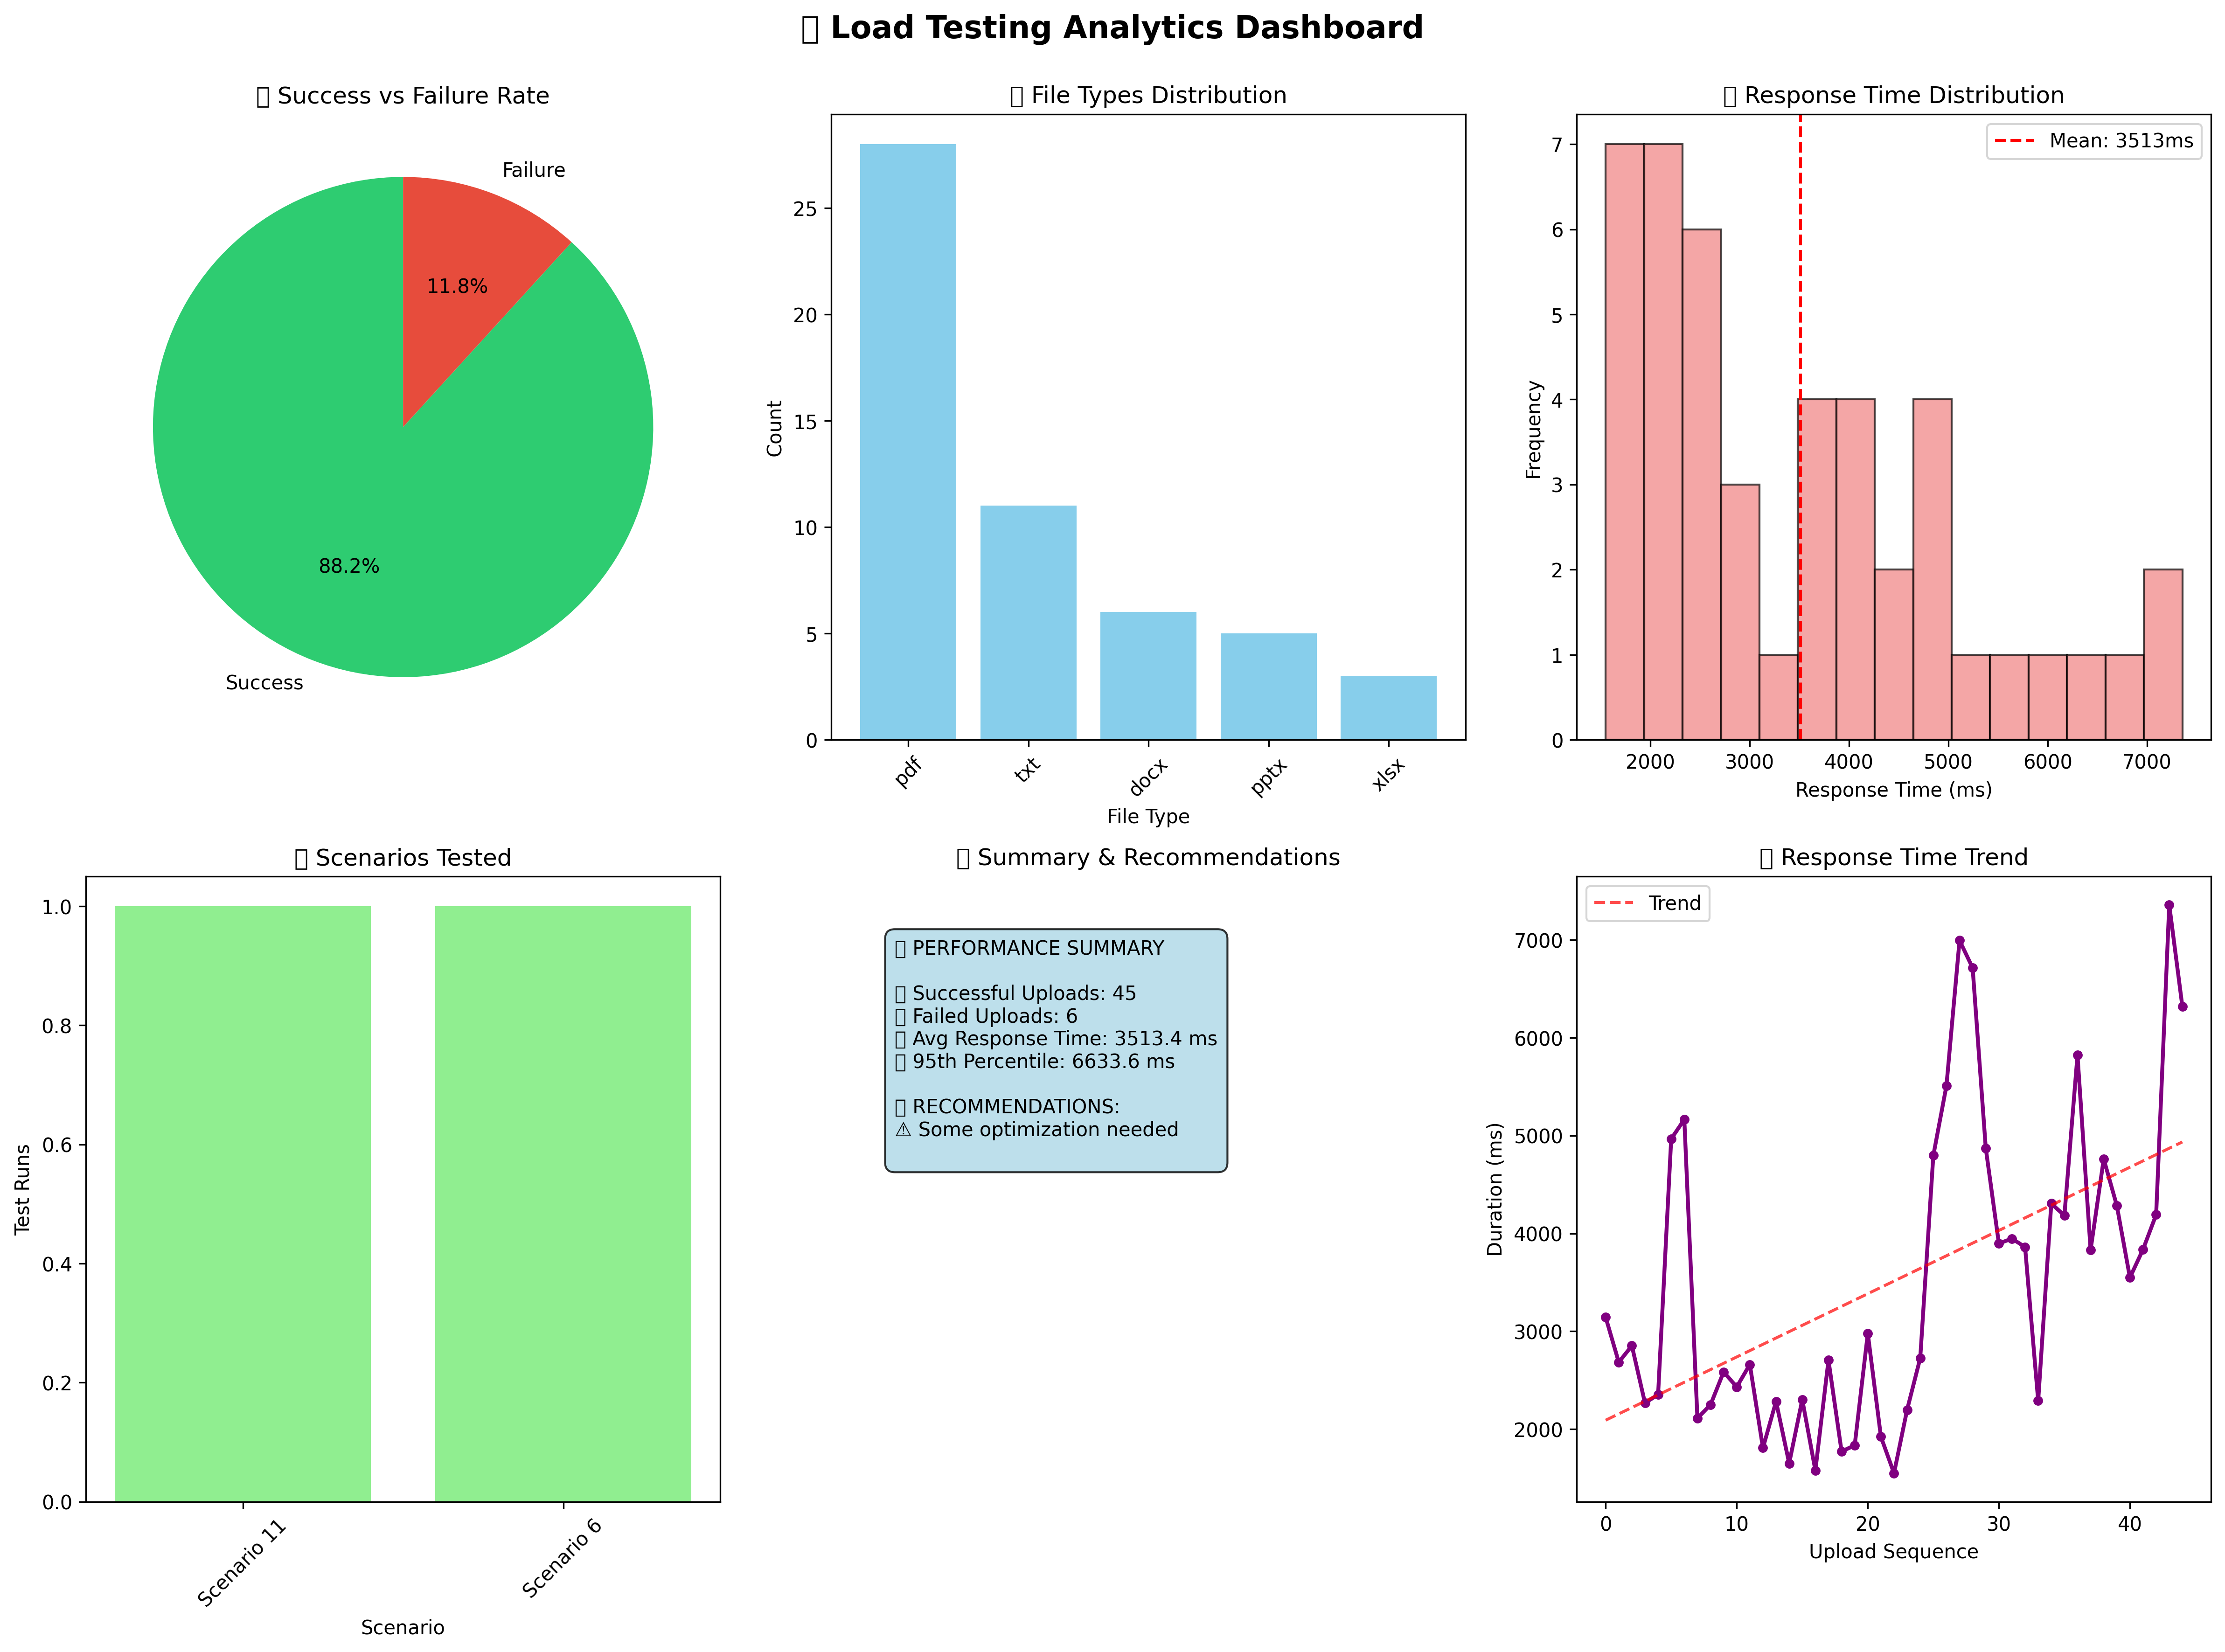 Load Testing Analytics Dashboard
Success vs Failure Rate
Failure
11.8%
88.2%
Success
File Types Distribution
Count
25
20
15
10
5
0
pdf
txt
docx
pptx
xlsx
File Type
Response Time Distribution
Mean: 3513ms
Frequency
7
6
5
4
3
2
1
0
2000
3000
4000
5000
6000
7000
Response Time (ms)
Scenarios Tested
Test Runs
1.0
0.8
0.6
0.4
0.2
0.0
Scenario 11
Scenario 6
Scenario
Summary & Recommendations
PERFORMANCE SUMMARY
Successful Uploads: 45
Failed Uploads: 6
Avg Response Time: 3513.4 ms
95th Percentile: 6633.6 ms
RECOMMENDATIONS:
⚠ Some optimization needed
Response Time Trend
Trend
Duration (ms)
7000
6000
5000
4000
3000
2000
0
10
20
30
40
Upload Sequence